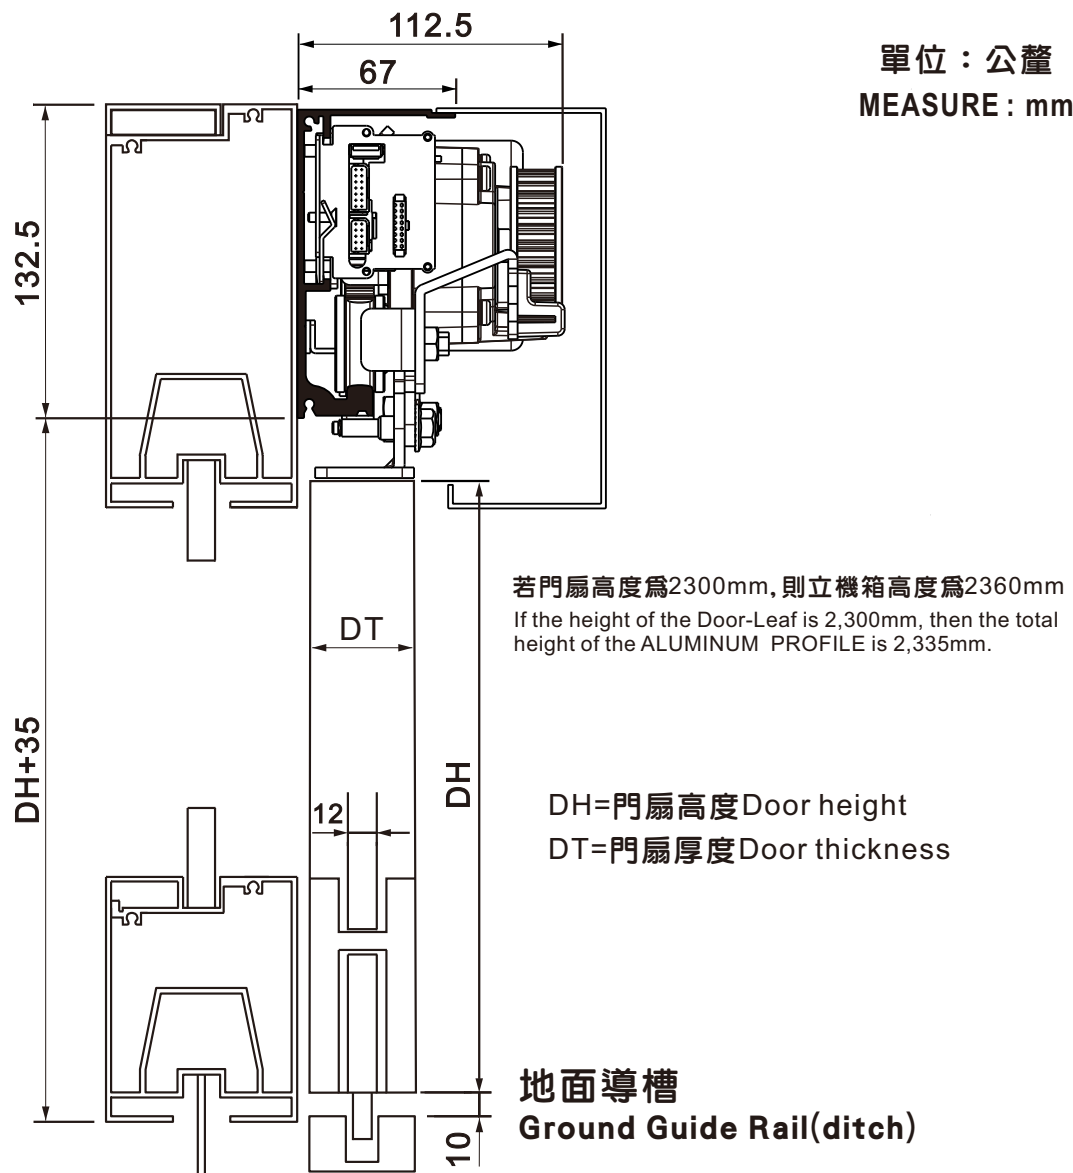 112.5
67
單位：公釐
MEASURE : mm
132.5
若門扇高度爲2300mm，則立機箱高度爲2360mm
If the height of the Door-Leaf is 2,300mm, then the total
height of the ALUMINUM PROFILE is 2,335mm.
DT
DH+35
DH
12
DH=門扇高度Door height
DT=門扇厚度Door thickness
地面導槽
Ground Guide Rail(ditch)
10